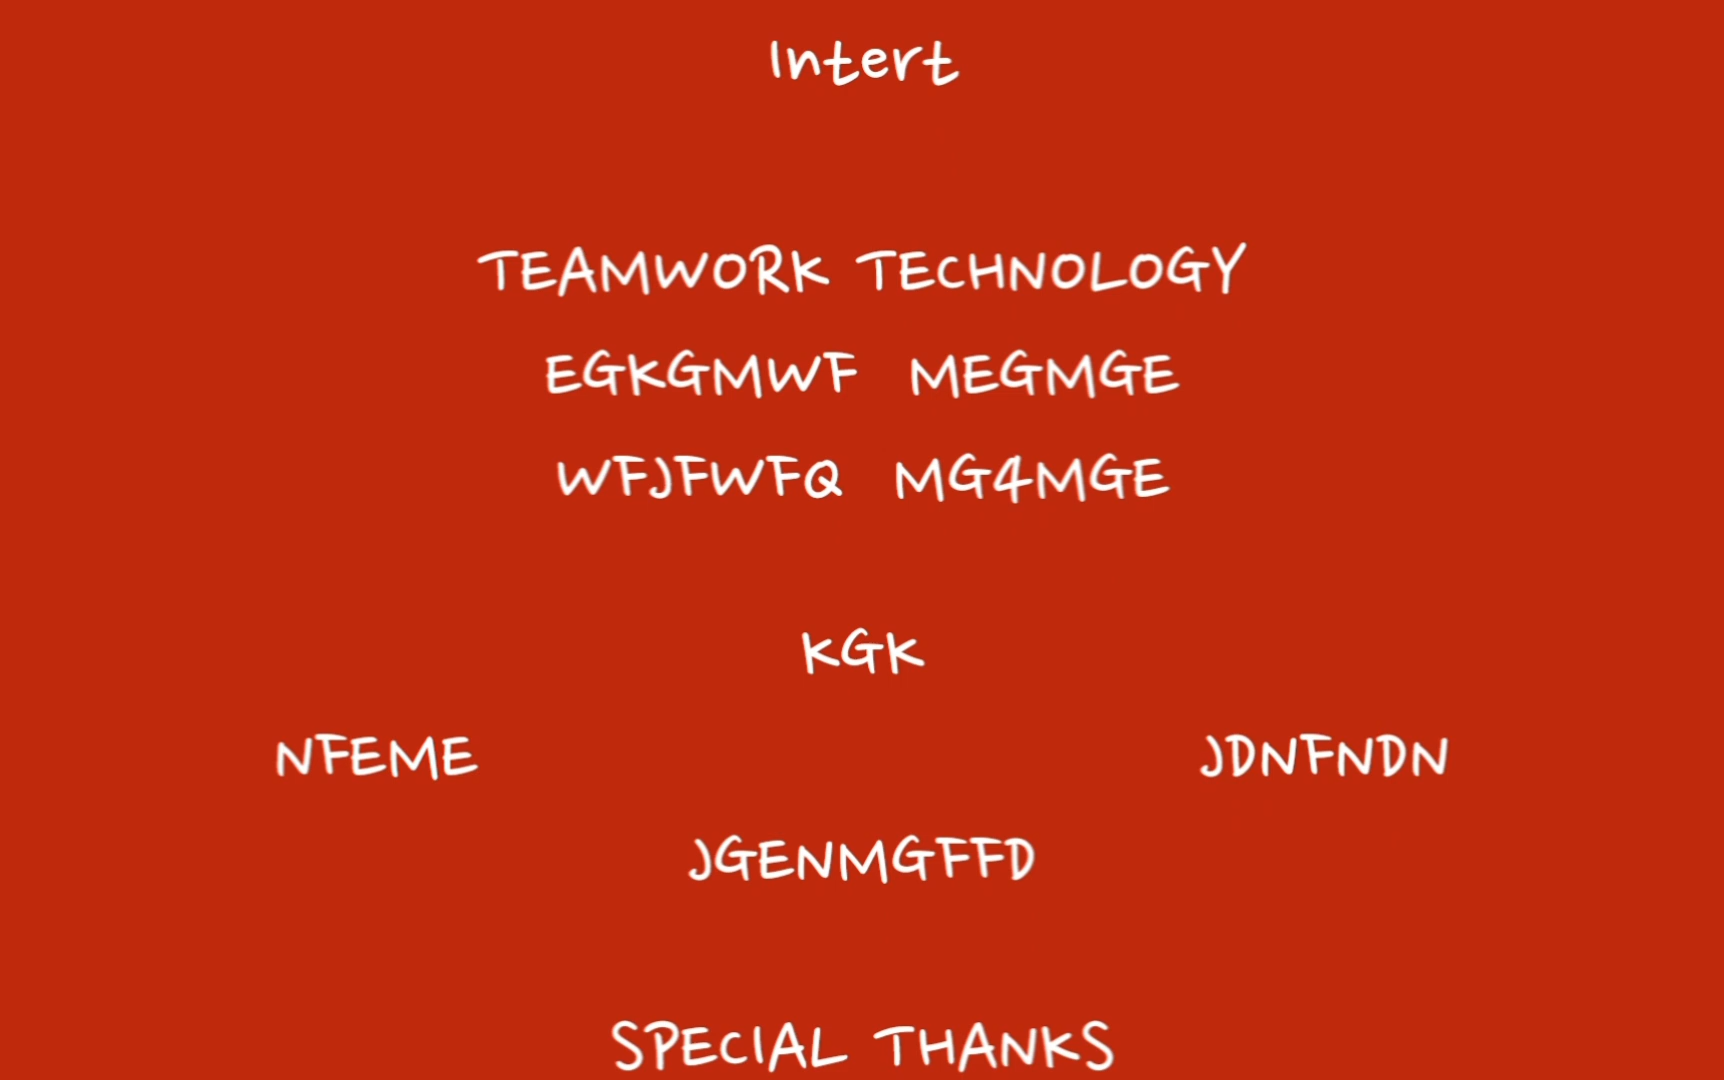 Intert
TEAMWORK TECHNOLOGY
EGKGMWF MEGMGE
WFJFWFQ MG4MGE
KGK
NFEME JDNFNDN
JGENMGFFD
SPECIAL THANKS